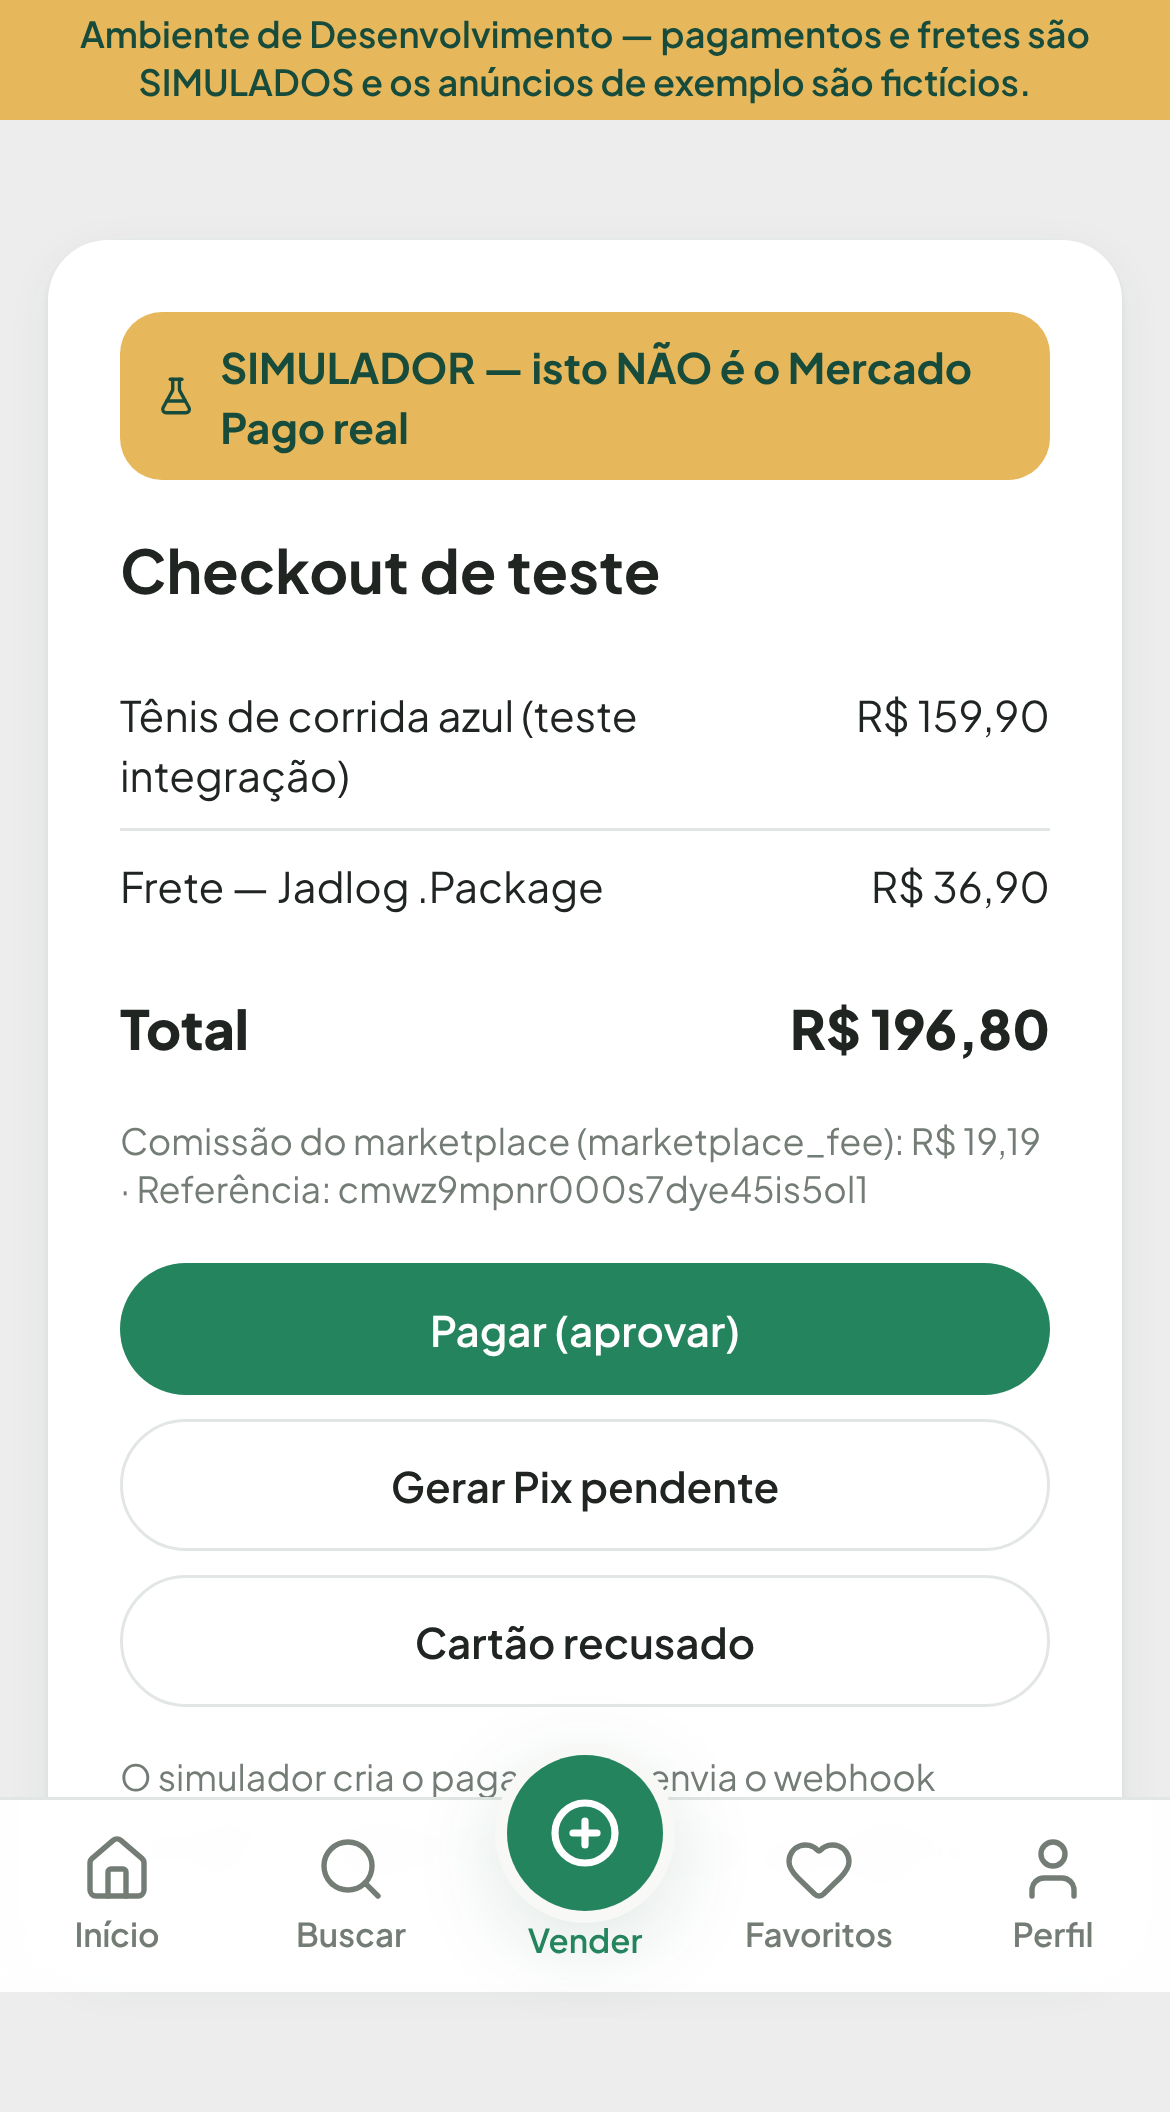 Ambiente de Desenvolvimento — pagamentos e fretes são
SIMULADOS e os anúncios de exemplo são fictícios.
SIMULADOR — isto NÃO é o Mercado
Pago real
Checkout de teste
Tênis de corrida azul (teste
integração)
R$ 159,90
Frete — Jadlog .Package
R$ 36,90
Total
R$ 196,80
Comissão do marketplace (marketplace_fee): R$ 19,19
· Referência: cmwz9mpnr000s7dye45is5ol1
Pagar (aprovar)
Gerar Pix pendente
Cartão recusado
O simulador cria o paga envia o webhook
Início
Buscar
Vender
Favoritos
Perfil